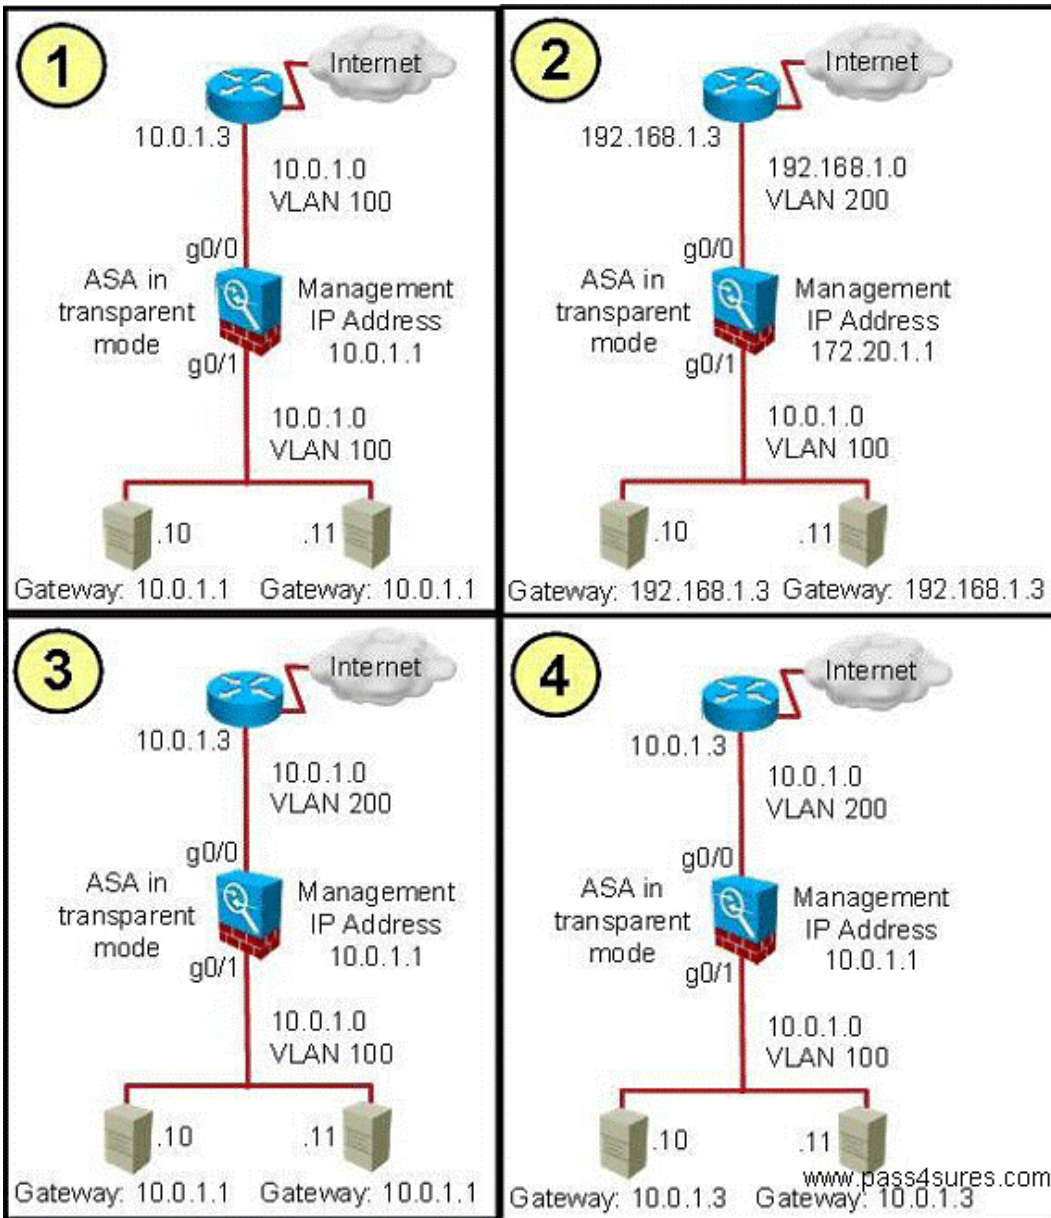 1
Internet
10.0.1.3
10.0.1.0
VLAN 100
g0/0
ASA in
transparent
mode
Management
IP Address
10.0.1.1
g0/1
10.0.1.0
VLAN 100
.10
.11
Gateway: 10.0.1.1
Gateway: 10.0.1.1
2
Internet
192.168.1.3
192.168.1.0
VLAN 200
g0/0
ASA in
transparent
mode
Management
IP Address
172.20.1.1
g0/1
10.0.1.0
VLAN 100
.10
.11
Gateway: 192.168.1.3
Gateway: 192.168.1.3
3
Internet
10.0.1.3
10.0.1.0
VLAN 200
g0/0
ASA in
transparent
mode
Management
IP Address
10.0.1.1
g0/1
10.0.1.0
VLAN 100
.10
.11
Gateway: 10.0.1.1
Gateway: 10.0.1.1
4
Internet
10.0.1.3
10.0.1.0
VLAN 200
g0/0
ASA in
transparent
mode
Management
IP Address
10.0.1.1
g0/1
10.0.1.0
VLAN 100
.10
.11
www.pass4sures.com
Gateway: 10.0.1.3
Gateway: 10.0.1.3